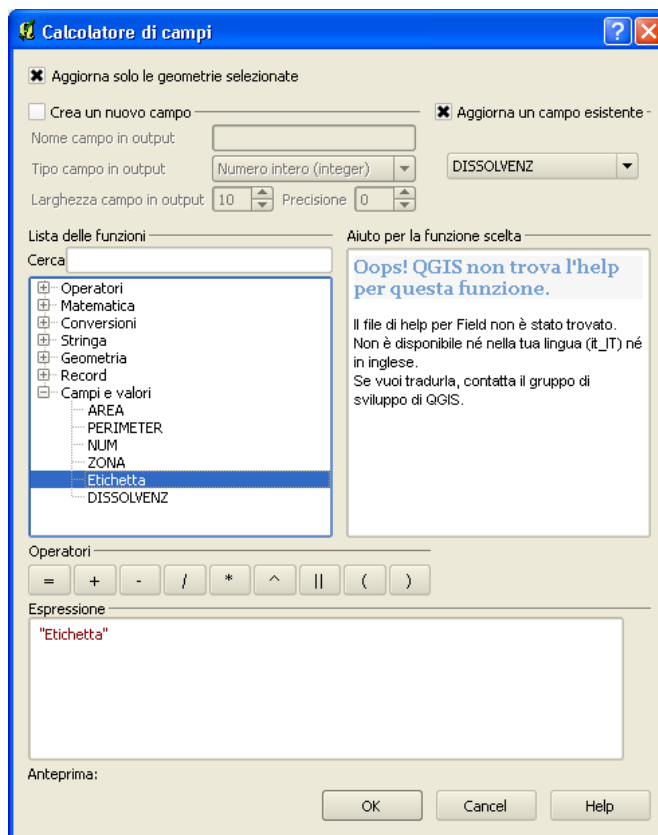 Calcolatore di campi
Aggiorna solo le geometrie selezionate
Crea un nuovo campo
Aggiorna un campo esistente
Nome campo in output
Tipo campo in output
Numero intero (integer)
DISSOLVENZ
Larghezza campo in output
10
Precisione
0
Lista delle funzioni
Aiuto per la funzione scelta
Cerca
Operatori
Matematica
Conversioni
Stringa
Geometria
Record
Campi e valori
AREA
PERIMETER
NUM
ZONA
Etichetta
DISSOLVENZ
Oops! QGIS non trova l'help
per questa funzione.
Il file di help per Field non è stato trovato.
Non è disponibile né nella tua lingua (it_IT) né
in inglese.
Se vuoi tradurla, contatta il gruppo di
sviluppo di QGIS.
Operatori
= + - / * ^ || ( )
Espressione
"Etichetta"
Anteprima:
OK
Cancel
Help